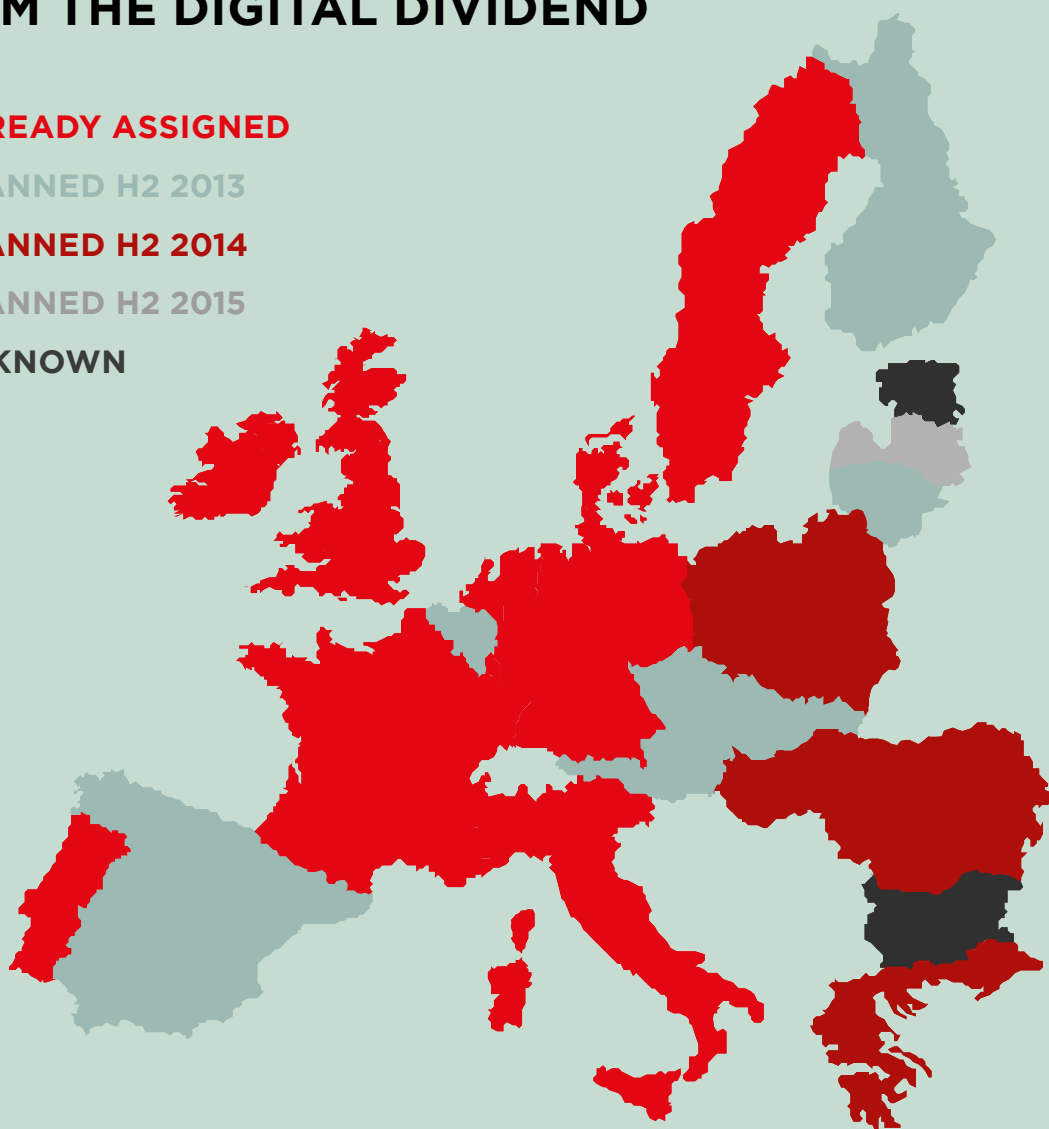 M THE DIGITAL DIVIDEND
READY ASSIGNED
ANNED H2 2013
ANNED H2 2014
ANNED H2 2015
KNOWN